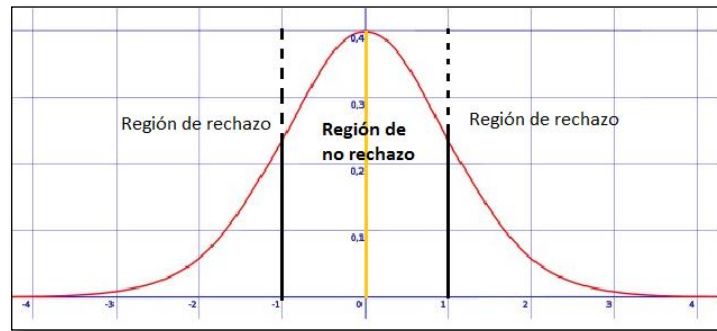 0,4
0,3
Región de rechazo
Región de rechazo
Región de
no rechazo
0,2
0,1
-4 -3 -2 -1 0 1 2 3 4